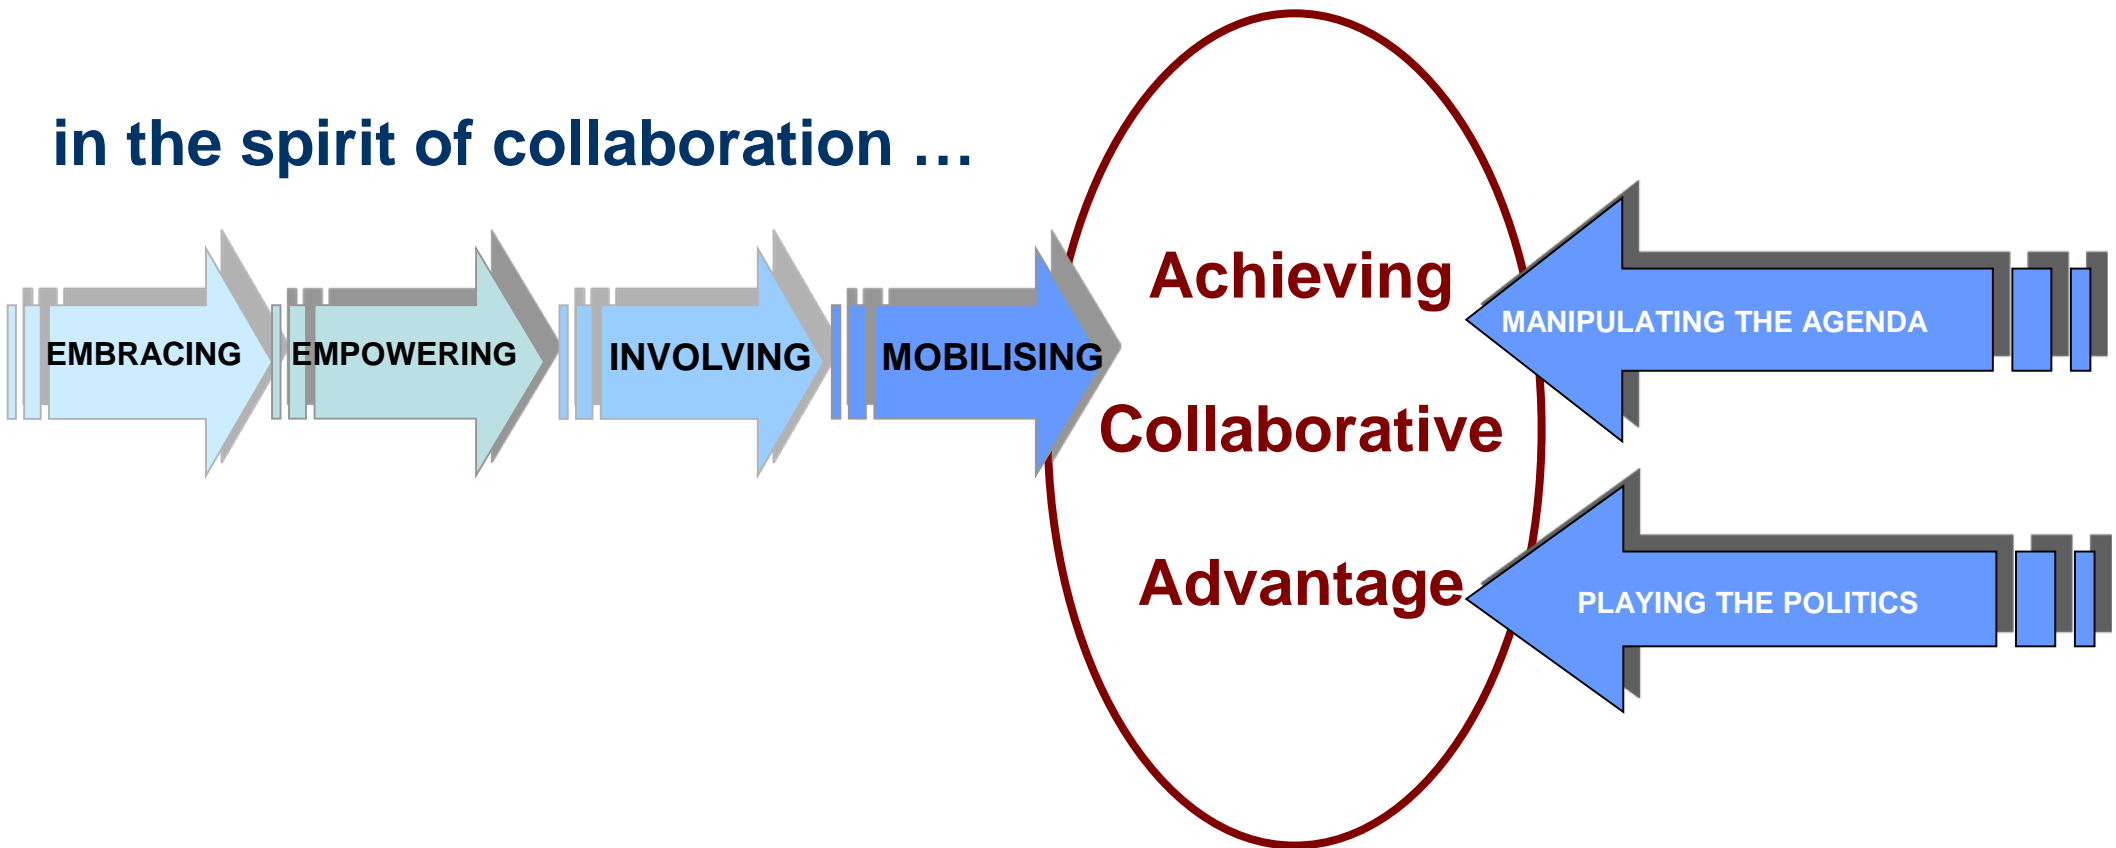 in the spirit of collaboration …
EMBRACING
EMPOWERING
INVOLVING
MOBILISING
Achieving
Collaborative
Advantage
MANIPULATING THE AGENDA
PLAYING THE POLITICS